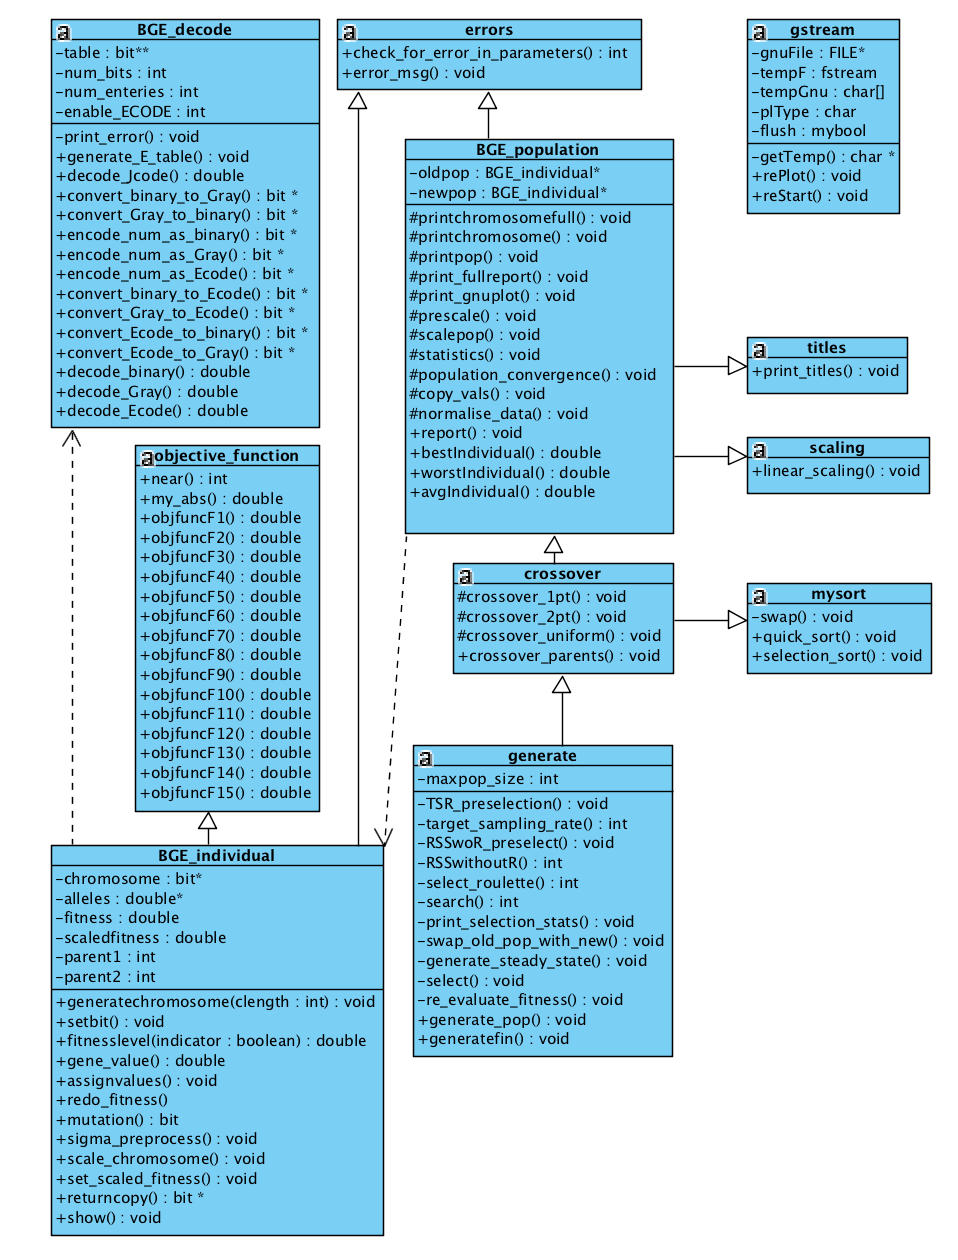 BGE_decode
-table : bit**
-num_bits : int
-num_enteries : int
-enable_ECODE : int
-print_error() : void
+generate_E_table() : void
+decode_Jcode() : double
+convert_binary_to_Gray() : bit *
+convert_Gray_to_binary() : bit *
+encode_num_as_binary() : bit *
+encode_num_as_Gray() : bit *
+encode_num_as_Ecode() : bit *
+convert_binary_to_Ecode() : bit *
+convert_Gray_to_Ecode() : bit *
+convert_Ecode_to_binary() : bit *
+convert_Ecode_to_Gray() : bit *
+decode_binary() : double
+decode_Gray() : double
+decode_Ecode() : double
a
errors
+check_for_error_in_parameters() : int
+error_msg() : void
a
gstream
-gnuFile : FILE*
-tempF : fstream
-tempGnu : char[]
-plType : char
-flush : mybool
-getTemp() : char *
+rePlot() : void
+reStart() : void
a
BGE_population
-oldpop : BGE_individual*
-newpop : BGE_individual*
#printchromosomefull() : void
#printchromosome() : void
#printpop() : void
#print_fullreport() : void
#print_gnuplot() : void
#prescale() : void
#scalepop() : void
#statistics() : void
#population_convergence() : void
#copy_vals() : void
#normalise_data() : void
+report() : void
+bestIndividual() : double
+worstIndividual() : double
+avgIndividual() : double
titles
+print_titles() : void
a
scaling
+linear_scaling() : void
a
objective_function
+near() : int
+my_abs() : double
+objfuncF1() : double
+objfuncF2() : double
+objfuncF3() : double
+objfuncF4() : double
+objfuncF5() : double
+objfuncF6() : double
+objfuncF7() : double
+objfuncF8() : double
+objfuncF9() : double
+objfuncF10() : double
+objfuncF11() : double
+objfuncF12() : double
+objfuncF13() : double
+objfuncF14() : double
+objfuncF15() : double
a
crossover
#crossover_1pt() : void
#crossover_2pt() : void
#crossover_uniform() : void
+crossover_parents() : void
a
mysort
-swap() : void
+quick_sort() : void
+selection_sort() : void
a
generate
-maxpop_size : int
-TSR_preselection() : void
-target_sampling_rate() : int
-RSSwoR_preselect() : void
-RSSwithoutR() : int
-select_roulette() : int
-search() : int
-print_selection_stats() : void
-swap_old_pop_with_new() : void
-generate_steady_state() : void
-select() : void
-re_evaluate_fitness() : void
+generate_pop() : void
+generatefin() : void
a
BGE_individual
-chromosome : bit*
-alleles : double*
-fitness : double
-scaledfitness : double
-parent1 : int
-parent2 : int
+generatechromosome(clength : int) : void
+setbit() : void
+fitnesslevel(indicator : boolean) : double
+gene_value() : double
+assignvalues() : void
+redo_fitness()
+mutation() : bit
+sigma_preprocess() : void
+scale_chromosome() : void
+set_scaled_fitness() : void
+returncopy() : bit *
+show() : void
a